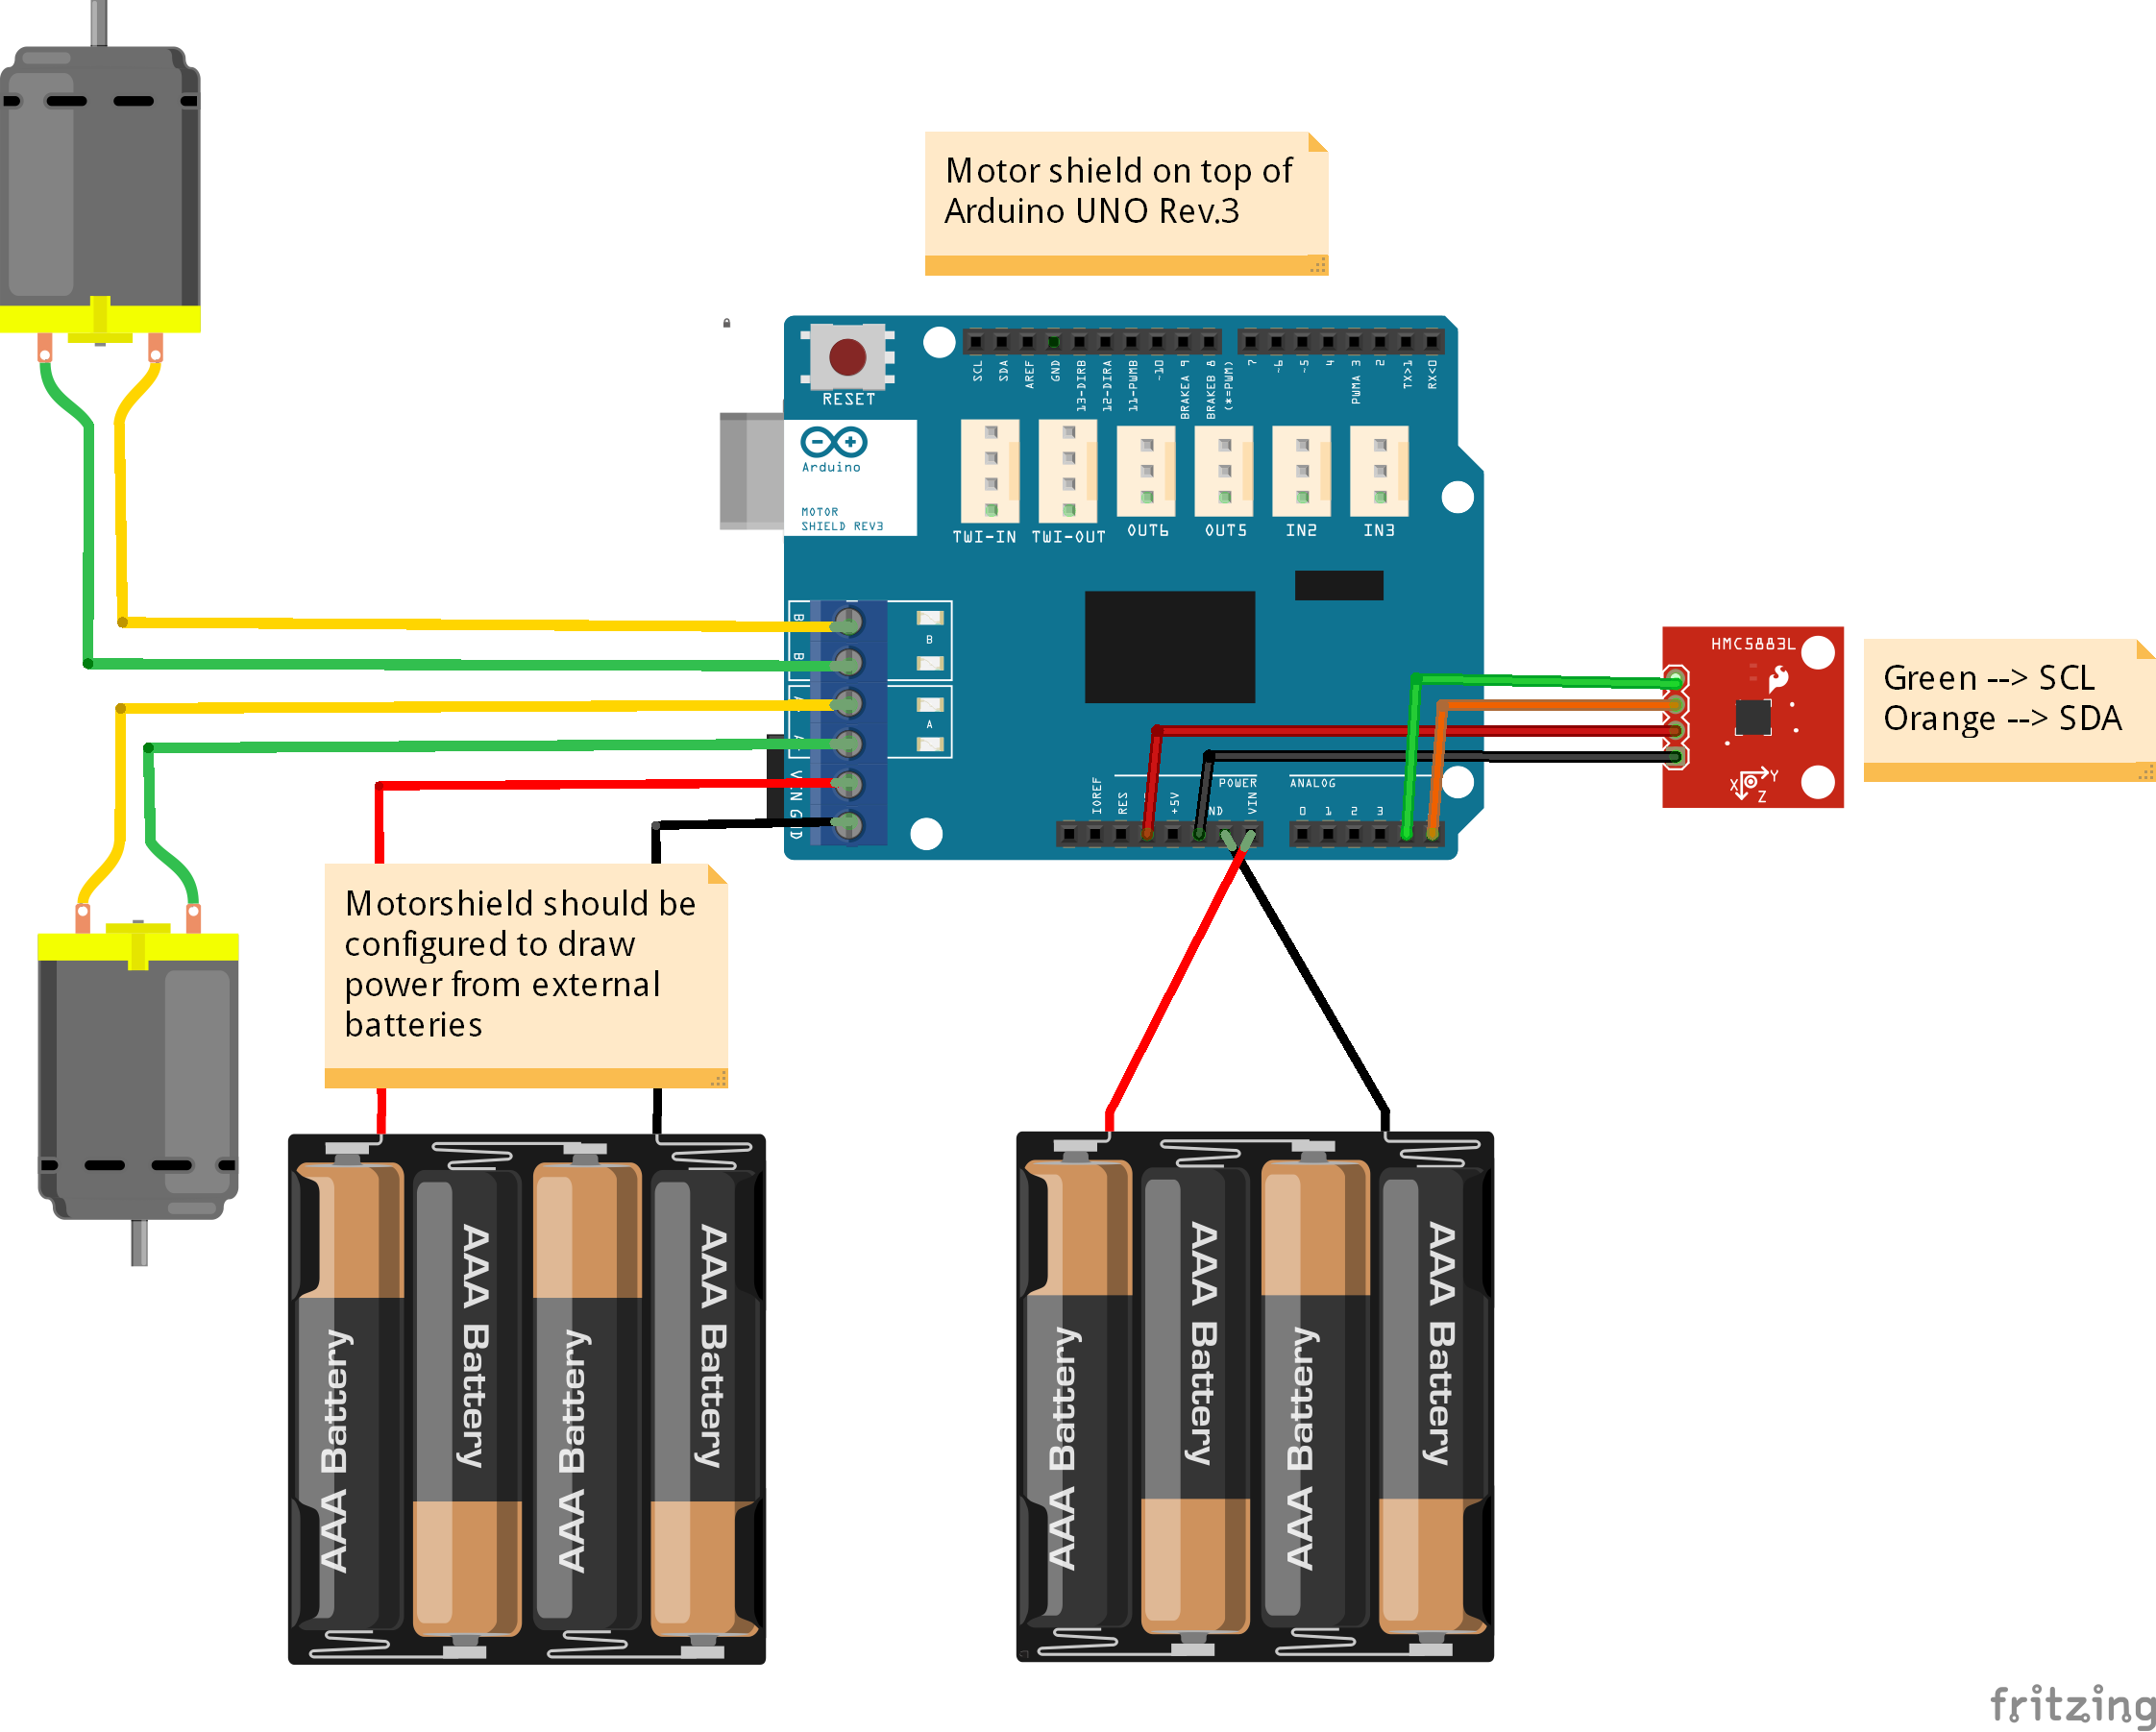 Motor shield on top of
Arduino UNO Rev.3
RESET
SCL
SDA
AREF
GND
13-DIRB
12-DIRA
11-PWMB
~10
BRAKEA 9
BRAKEB 8
(*=PWM)
7
~6
~5
4
PWMA 3
2
TX>1
RX<0
Arduino
MOTOR
SHIELD REV3
TWI-IN
TWI-OUT
OUT6
OUT5
IN2
IN3
B
B
B
A
HMC5883L
X
Y
Z
Green --> SCL
Orange --> SDA
IOREF
RES
+5V
POWER
VIN
ANALOG
0
1
2
3
Motorshield should be
configured to draw
power from external
batteries
AAA Battery
AAA Battery
AAA Battery
AAA Battery
AAA Battery
AAA Battery
AAA Battery
AAA Battery
fritzing